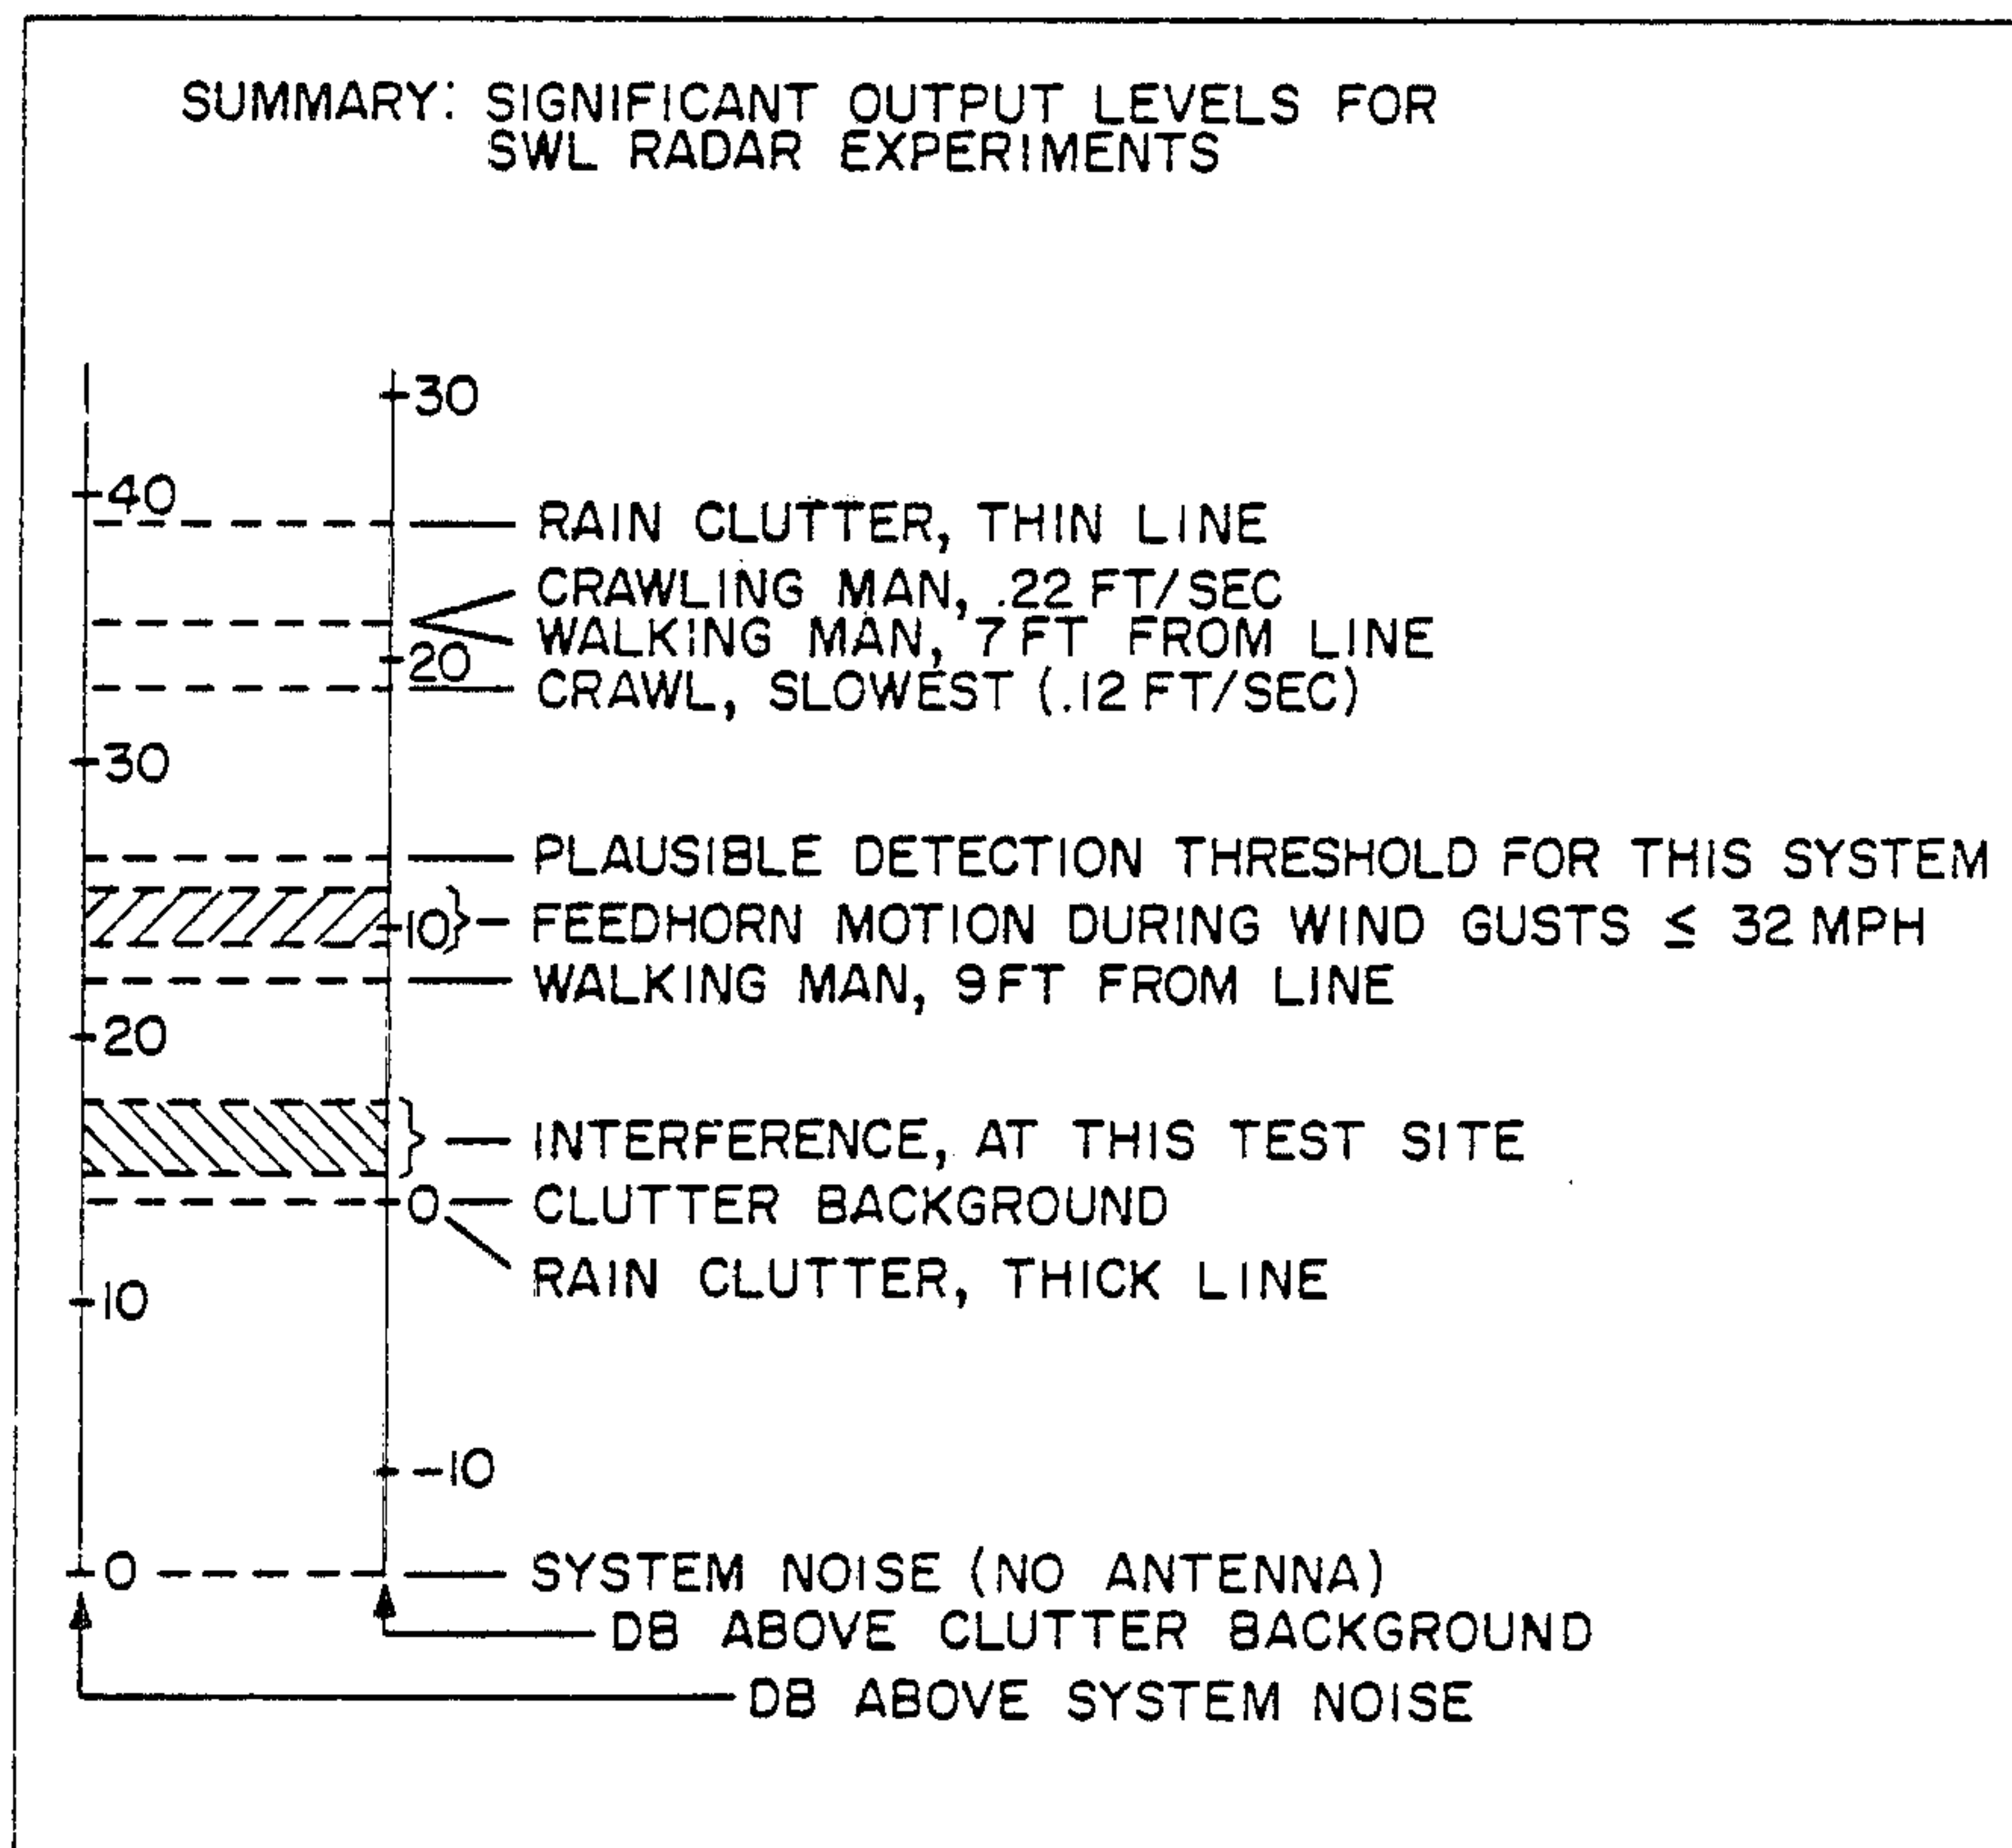 SUMMARY: SIGNIFICANT OUTPUT LEVELS FOR
SWL RADAR EXPERIMENTS
30
40
RAIN CLUTTER, THIN LINE
CRAWLING MAN, .22 FT/SEC
WALKING MAN, 7 FT FROM LINE
20
CRAWL, SLOWEST (.12 FT/SEC)
30
PLAUSIBLE DETECTION THRESHOLD FOR THIS SYSTEM
10 FEEDHORN MOTION DURING WIND GUSTS ≤ 32 MPH
WALKING MAN, 9 FT FROM LINE
20
INTERFERENCE, AT THIS TEST SITE
0 CLUTTER BACKGROUND
RAIN CLUTTER, THICK LINE
10
-10
0 SYSTEM NOISE (NO ANTENNA)
DB ABOVE CLUTTER BACKGROUND
DB ABOVE SYSTEM NOISE